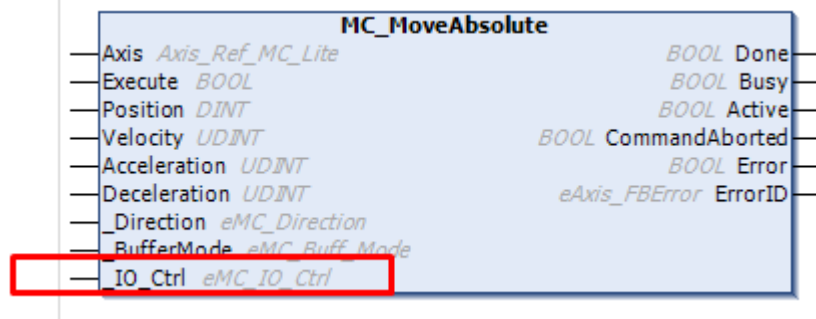 MC_MoveAbsolute
Axis Axis_Ref_MC_Lite BOOL Done
Execute BOOL BOOL Busy
Position DINT BOOL Active
Velocity UDINT BOOL CommandAborted
Acceleration UDINT BOOL Error
Deceleration UDINT eAxis_FBError ErrorID
_Direction eMC_Direction
_BufferMode eMC_Buff_Mode
_IO_Ctrl eMC_IO_Ctrl